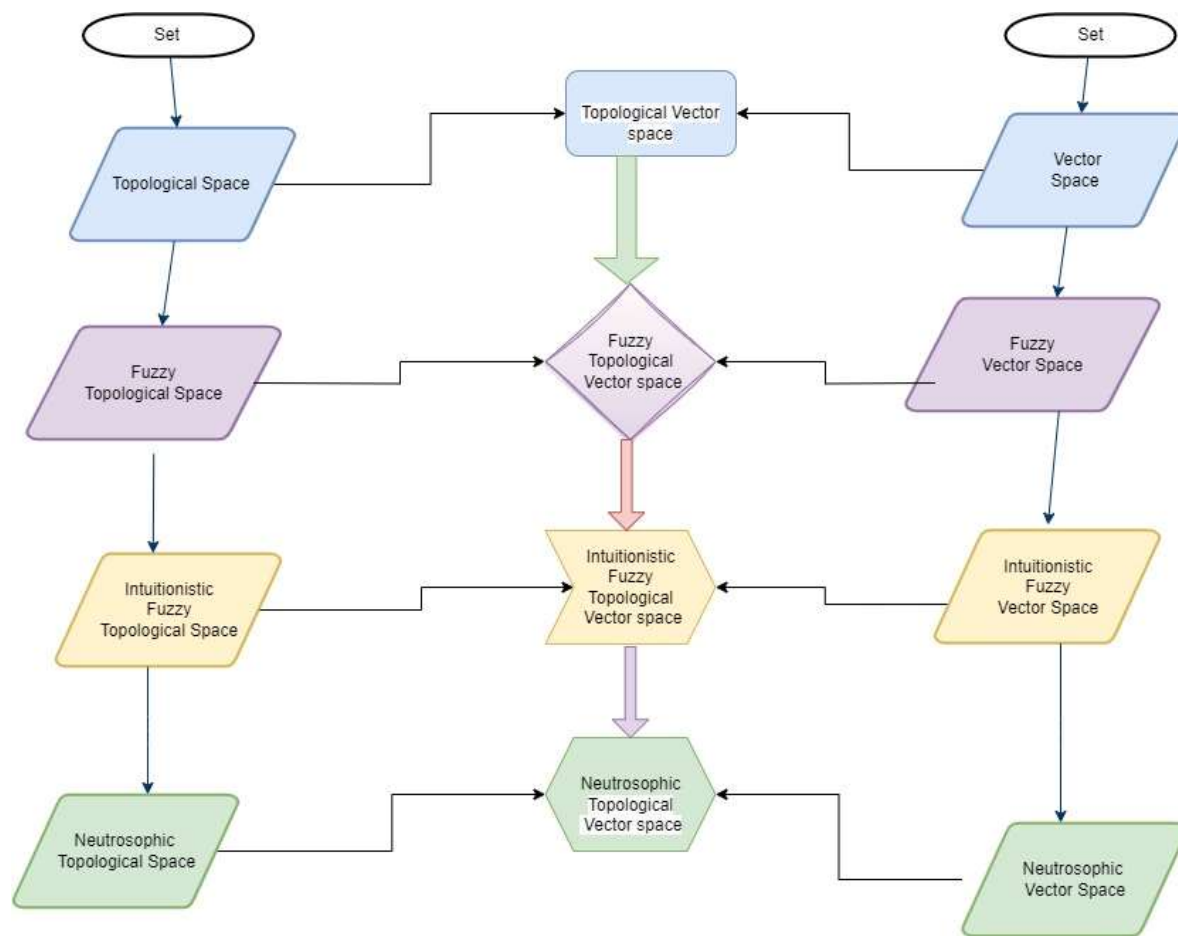 Set
Set
Topological Vector
space
Topological Space
Vector
Space
Fuzzy
Topological Space
Fuzzy
Topological
Vector space
Fuzzy
Vector Space
Intuitionistic
Fuzzy
Topological Space
Intuitionistic
Fuzzy
Topological
Vector space
Intuitionistic
Fuzzy
Vector Space
Neutrosophic
Topological Space
Neutrosophic
Topological
Vector space
Neutrosophic
Vector Space